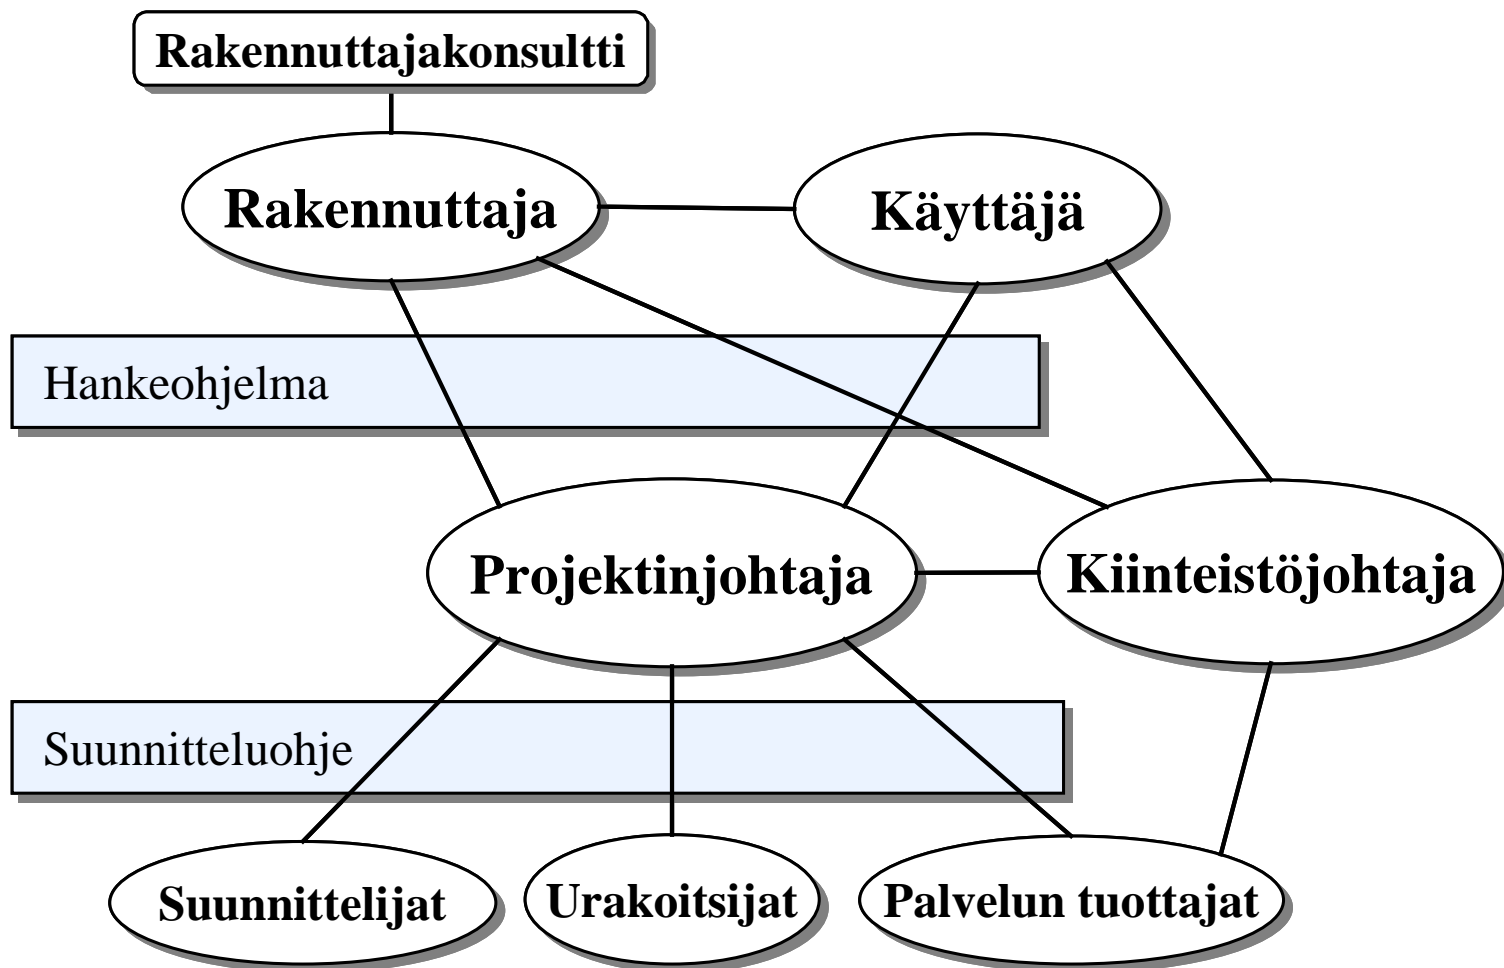 Rakennuttajakonsultti
Rakennuttaja
Käyttäjä
Hankeohjelma
Projektinjohtaja
Kiinteistöjohtaja
Suunnitteluohje
Suunnittelijat
Urakoitsijat
Palvelun tuottajat